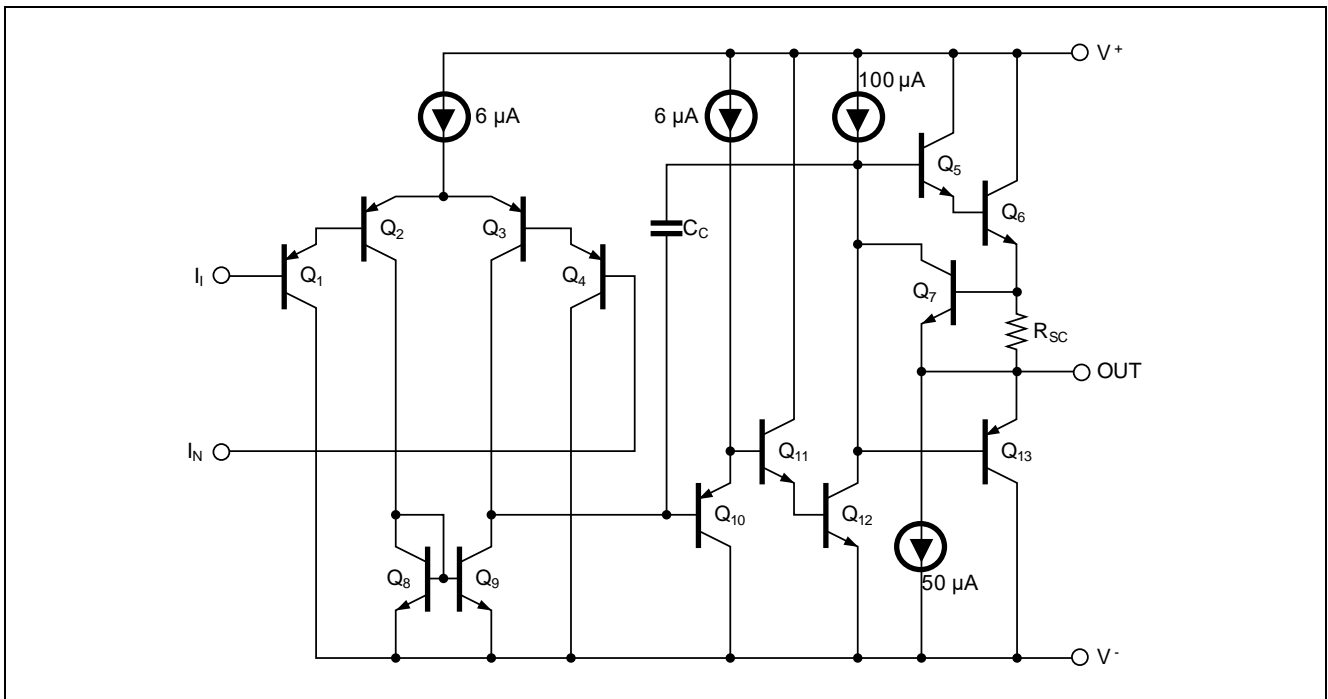 V+
100 µA
6 µA
6 µA
Q5
Q6
Q2
Q3
CC
II
Q1
Q4
Q7
RSC
OUT
IN
Q11
Q13
Q10
Q12
Q8
Q9
50 µA
V-